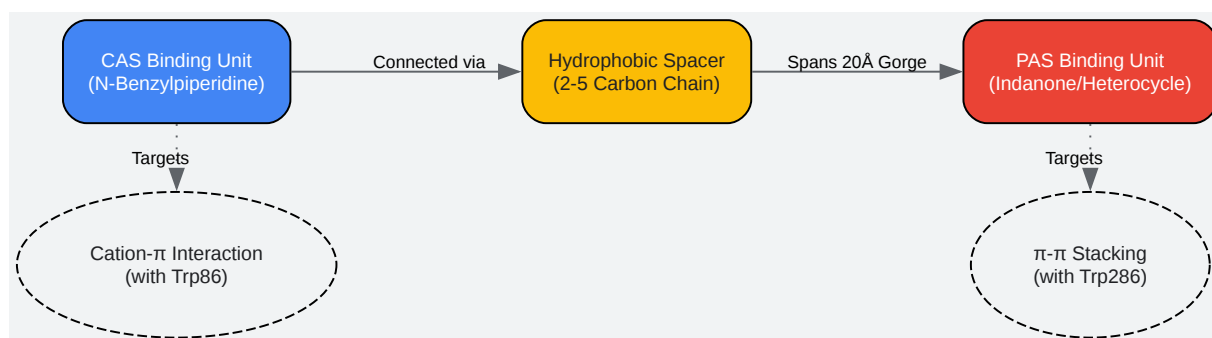 CAS Binding Unit
(N-Benzylpiperidine)
Connected via
Hydrophobic Spacer
(2-5 Carbon Chain)
Spans 20Å Gorge
PAS Binding Unit
(Indanone/Heterocycle)
Targets
Targets
Cation-π Interaction
(with Trp86)
π-π Stacking
(with Trp286)